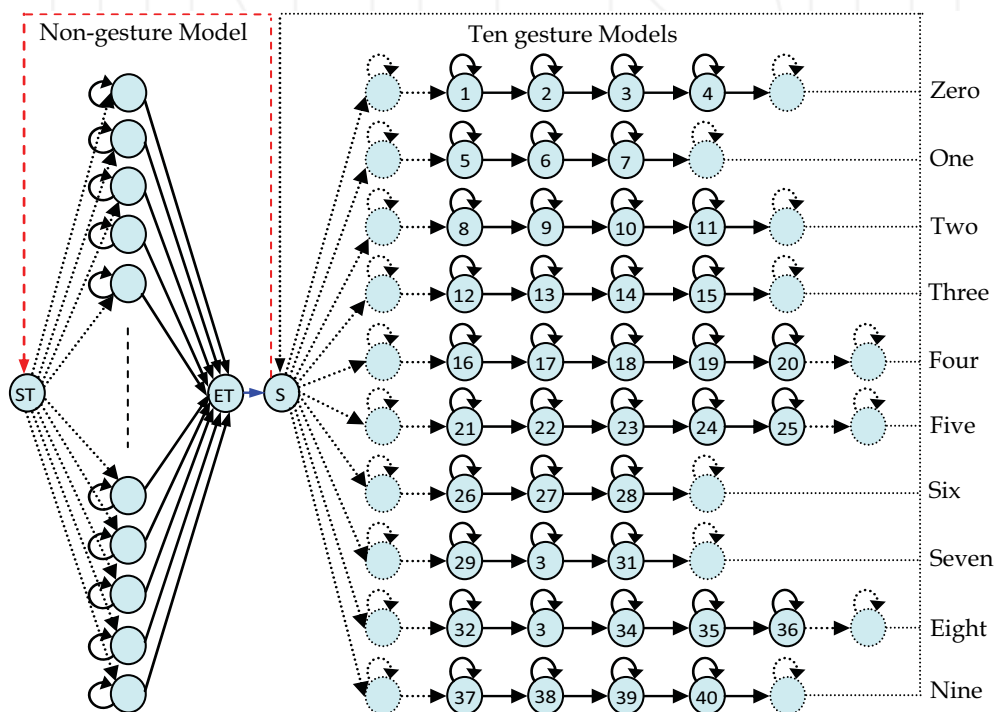 Non-gesture Model
Ten gesture Models
1 2 3 4 Zero
5 6 7 One
8 9 10 11 Two
12 13 14 15 Three
16 17 18 19 20 Four
ST ET S
21 22 23 24 25 Five
26 27 28 Six
29 3 31 Seven
32 3 34 35 36 Eight
37 38 39 40 Nine